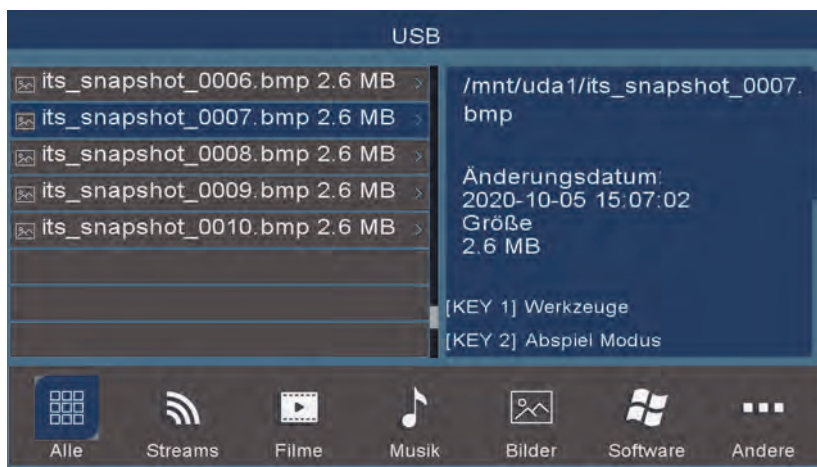 USB
its_snapshot_0006.bmp 2.6 MB
its_snapshot_0007.bmp 2.6 MB
its_snapshot_0008.bmp 2.6 MB
its_snapshot_0009.bmp 2.6 MB
its_snapshot_0010.bmp 2.6 MB
/mnt/uda1/its_snapshot_0007.
bmp
Änderungsdatum:
2020-10-05 15:07:02
Größe
2.6 MB
[KEY 1] Werkzeuge
[KEY 2] Abspiel Modus
Alle
Streams
Filme
Musik
Bilder
Software
Andere